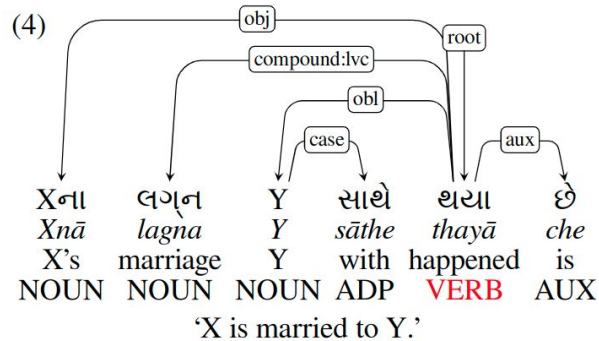 (4)
obj
root
compound:lvc
obl
case
aux
Xના લગ્ન Y સાથે થયા છે
Xnā lagna Y sāthe thayā che
X's marriage Y with happened is
NOUN NOUN NOUN ADP VERB AUX
‘X is married to Y.’